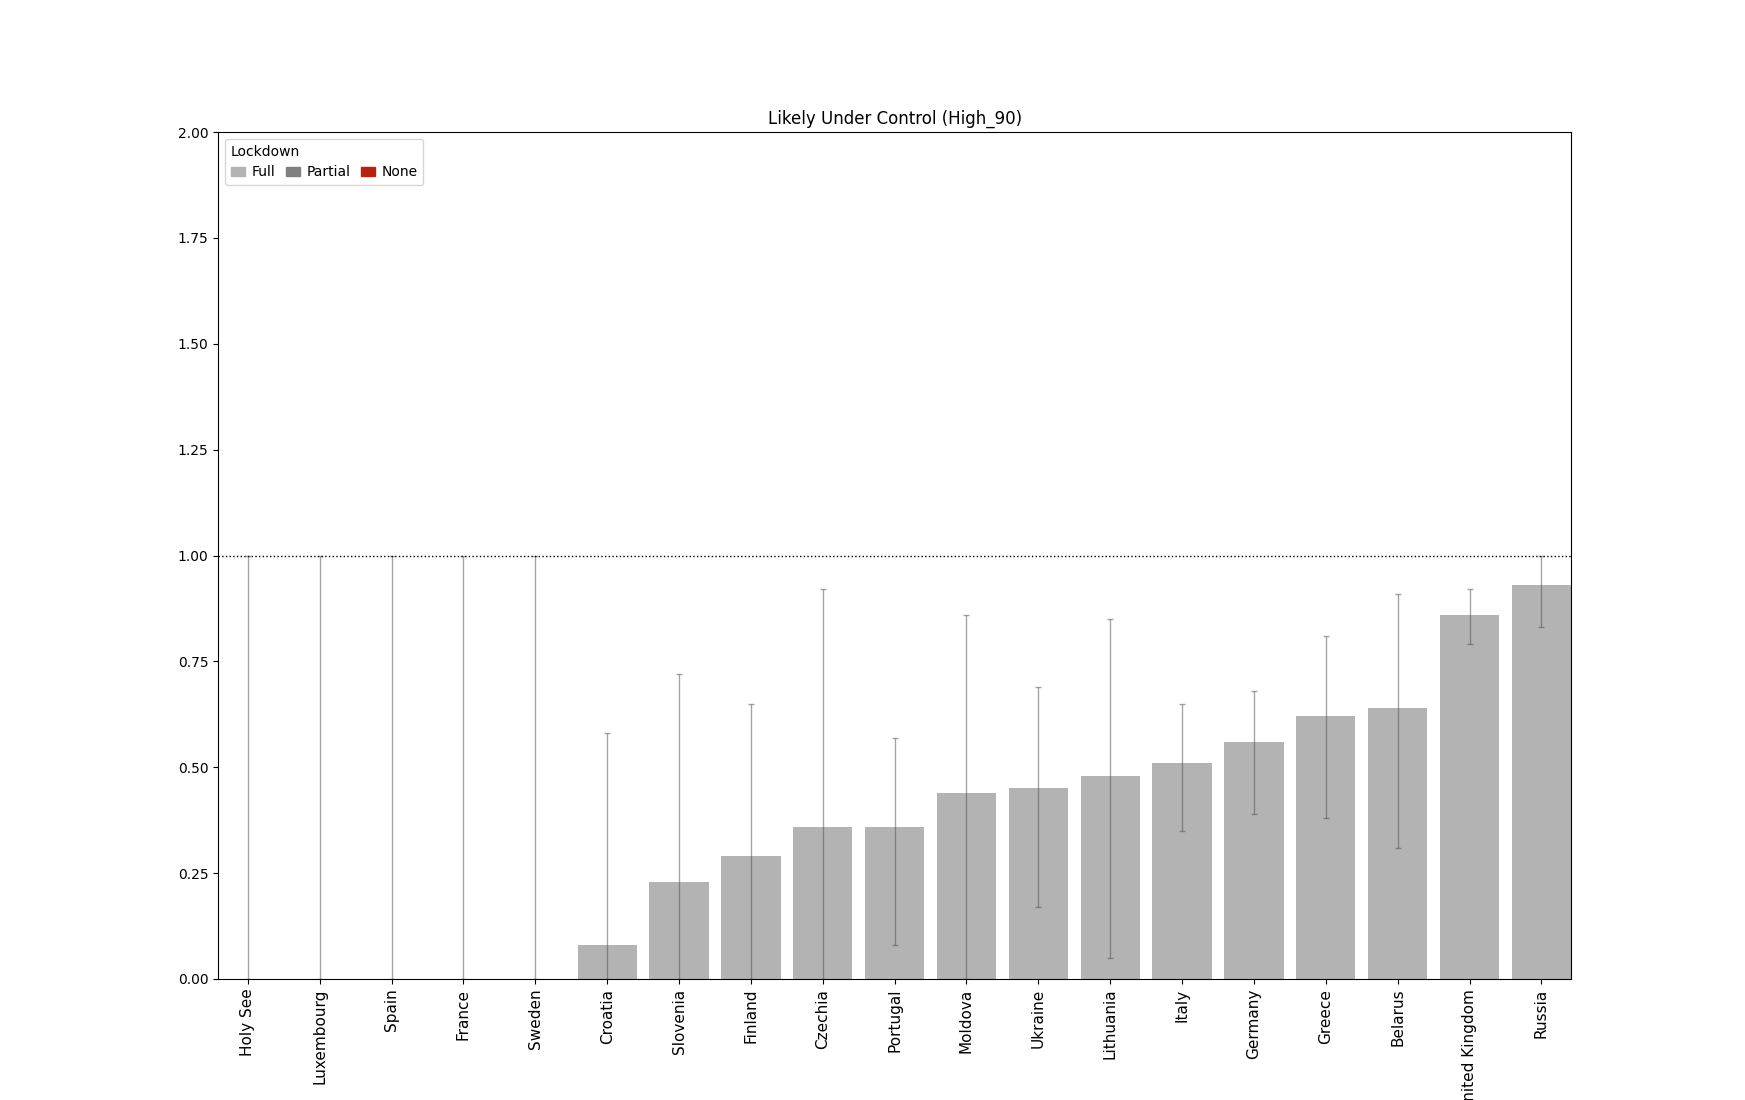 Likely Under Control (High_90)
2.00
Lockdown
Full Partial None
1.75
1.50
1.25
1.00
0.75
0.50
0.25
0.00
Holy See
Luxembourg
Spain
France
Sweden
Croatia
Slovenia
Finland
Czechia
Portugal
Moldova
Ukraine
Lithuania
Italy
Germany
Greece
Belarus
nited Kingdom
Russia